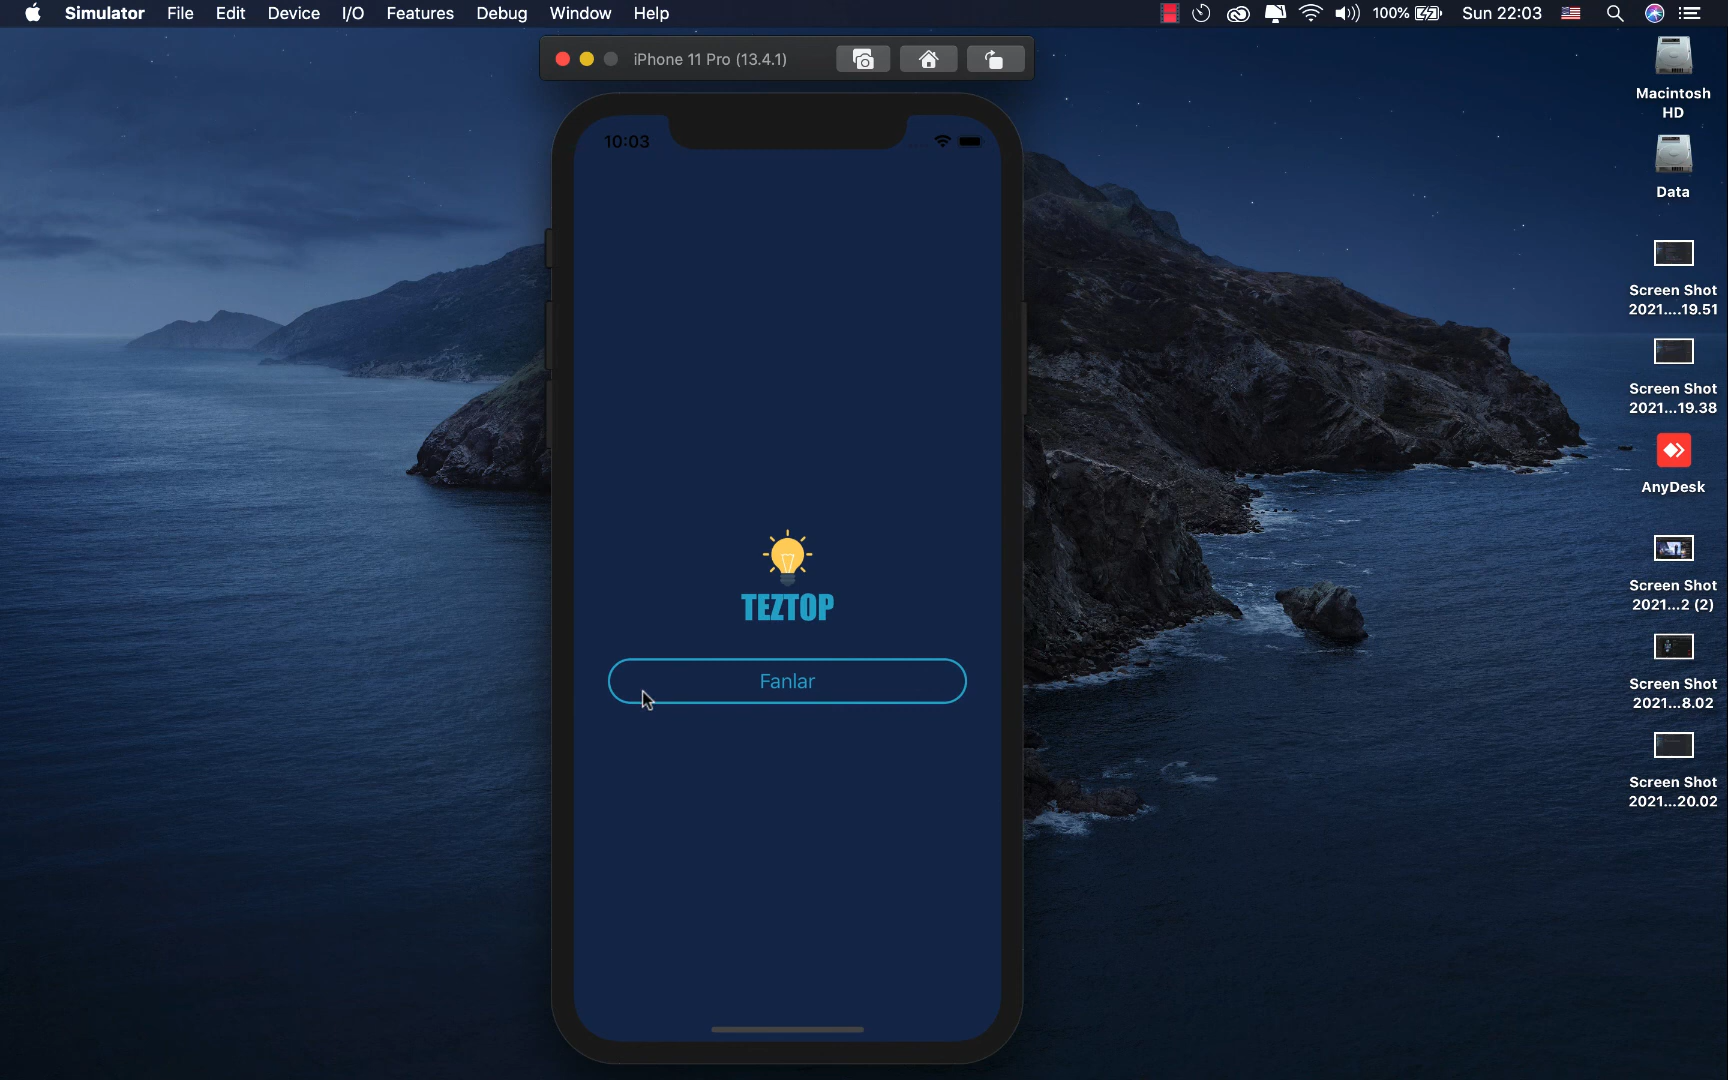 Simulator File Edit Device I/O Features Debug Window Help 100% Sun 22:03
iPhone 11 Pro (13.4.1)
10:03
TEZTOP
Fanlar
Macintosh
HD
Data
Screen Shot
2021....19.51
Screen Shot
2021...19.38
AnyDesk
Screen Shot
2021...2 (2)
Screen Shot
2021...8.02
Screen Shot
2021...20.02